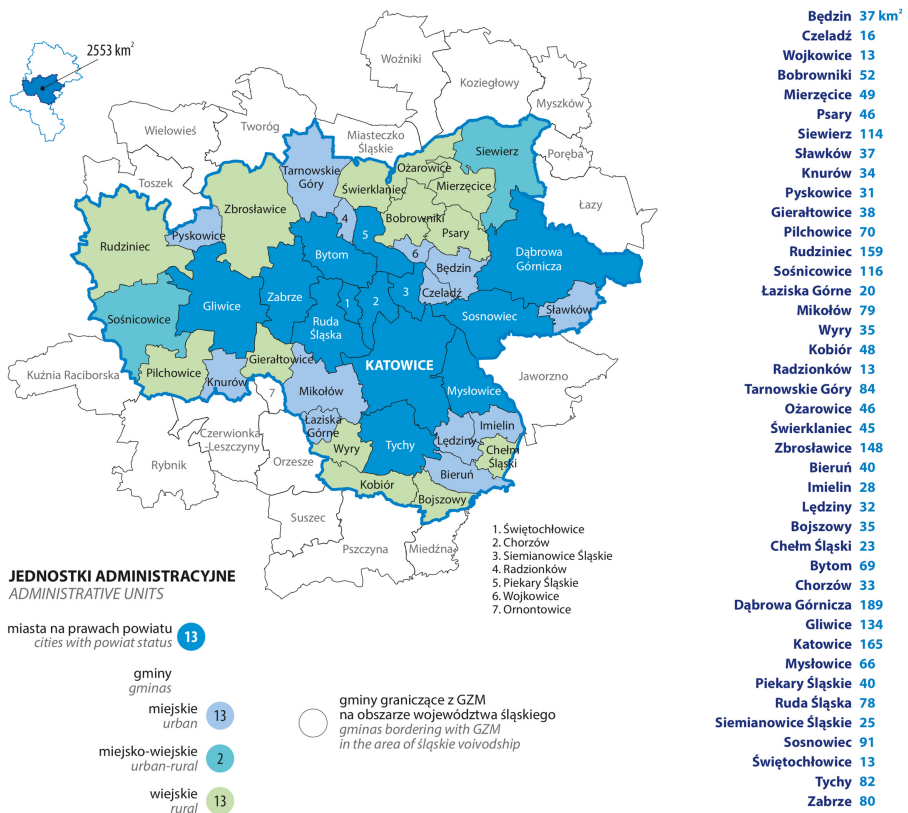 2553 km²
Woźniki
Koziegłowy
Myszków
Wielowieś
Tworóg
Miasteczko
Śląskie
Poręba
Łazy
Toszek
Siewierz
Ożarowice
Tarnowskie
Góry
Świerklaniec
Mierzęcice
Zbrosławice
Bobrowniki
Psary
4
5
6
Pyskowice
Rudziniec
Bytom
Dąbrowa
Górnicza
Będzin
Czeladź
Gliwice
Zabrze
1
2
3
Sosnowiec
Sławków
Sośnicowice
Ruda
Śląska
Gierałtowice
KATOWICE
Pilchowice
Knurów
Kuźnia Raciborska
7
Mikołów
Mysłowice
Jaworzno
Łaziska
Górne
Imielin
Lędziny
Czerwionka-
-Leszczyny
Wyry
Tychy
Chełm
Śląski
Rybnik
Orzesze
Bieruń
Kobiór
Bojszowy
Suszec
Pszczyna
Miedźna
1. Świętochłowice
2. Chorzów
3. Siemianowice Śląskie
4. Radzionków
5. Piekary Śląskie
6. Wojkowice
7. Ornontowice
JEDNOSTKI ADMINISTRACYJNE
ADMINISTRATIVE UNITS
miasta na prawach powiatu 13
cities with powiat status
gminy
gminas
miejskie 13
urban
miejsko-wiejskie 2
urban-rural
wiejskie 13
rural
gminy graniczące z GZM
na obszarze województwa śląskiego
gminas bordering with GZM
in the area of śląskie voivodship
Będzin 37 km²
Czeladź 16
Wojkowice 13
Bobrowniki 52
Mierzęcice 49
Psary 46
Siewierz 114
Sławków 37
Knurów 34
Pyskowice 31
Gierałtowice 38
Pilchowice 70
Rudziniec 159
Sośnicowice 116
Łaziska Górne 20
Mikołów 79
Wyry 35
Kobiór 48
Radzionków 13
Tarnowskie Góry 84
Ożarowice 46
Świerklaniec 45
Zbrosławice 148
Bieruń 40
Imielin 28
Lędziny 32
Bojszowy 35
Chełm Śląski 23
Bytom 69
Chorzów 33
Dąbrowa Górnicza 189
Gliwice 134
Katowice 165
Mysłowice 66
Piekary Śląskie 40
Ruda Śląska 78
Siemianowice Śląskie 25
Sosnowiec 91
Świętochłowice 13
Tychy 82
Zabrze 80